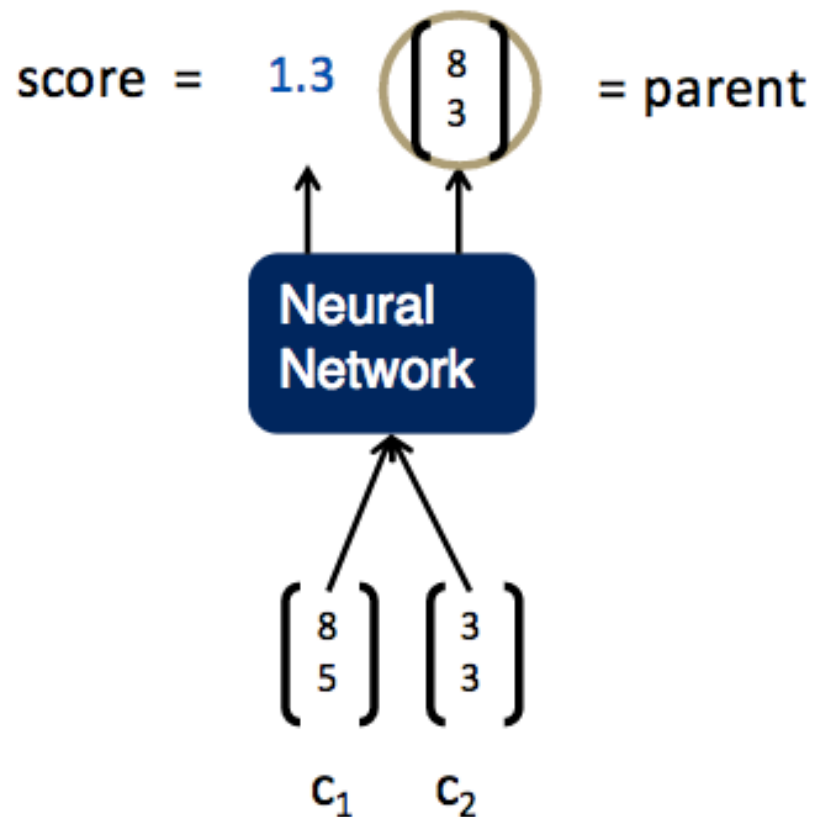 score = 1.3 8 = parent
3
Neural
Network
8 3
5 3
c₁ c₂